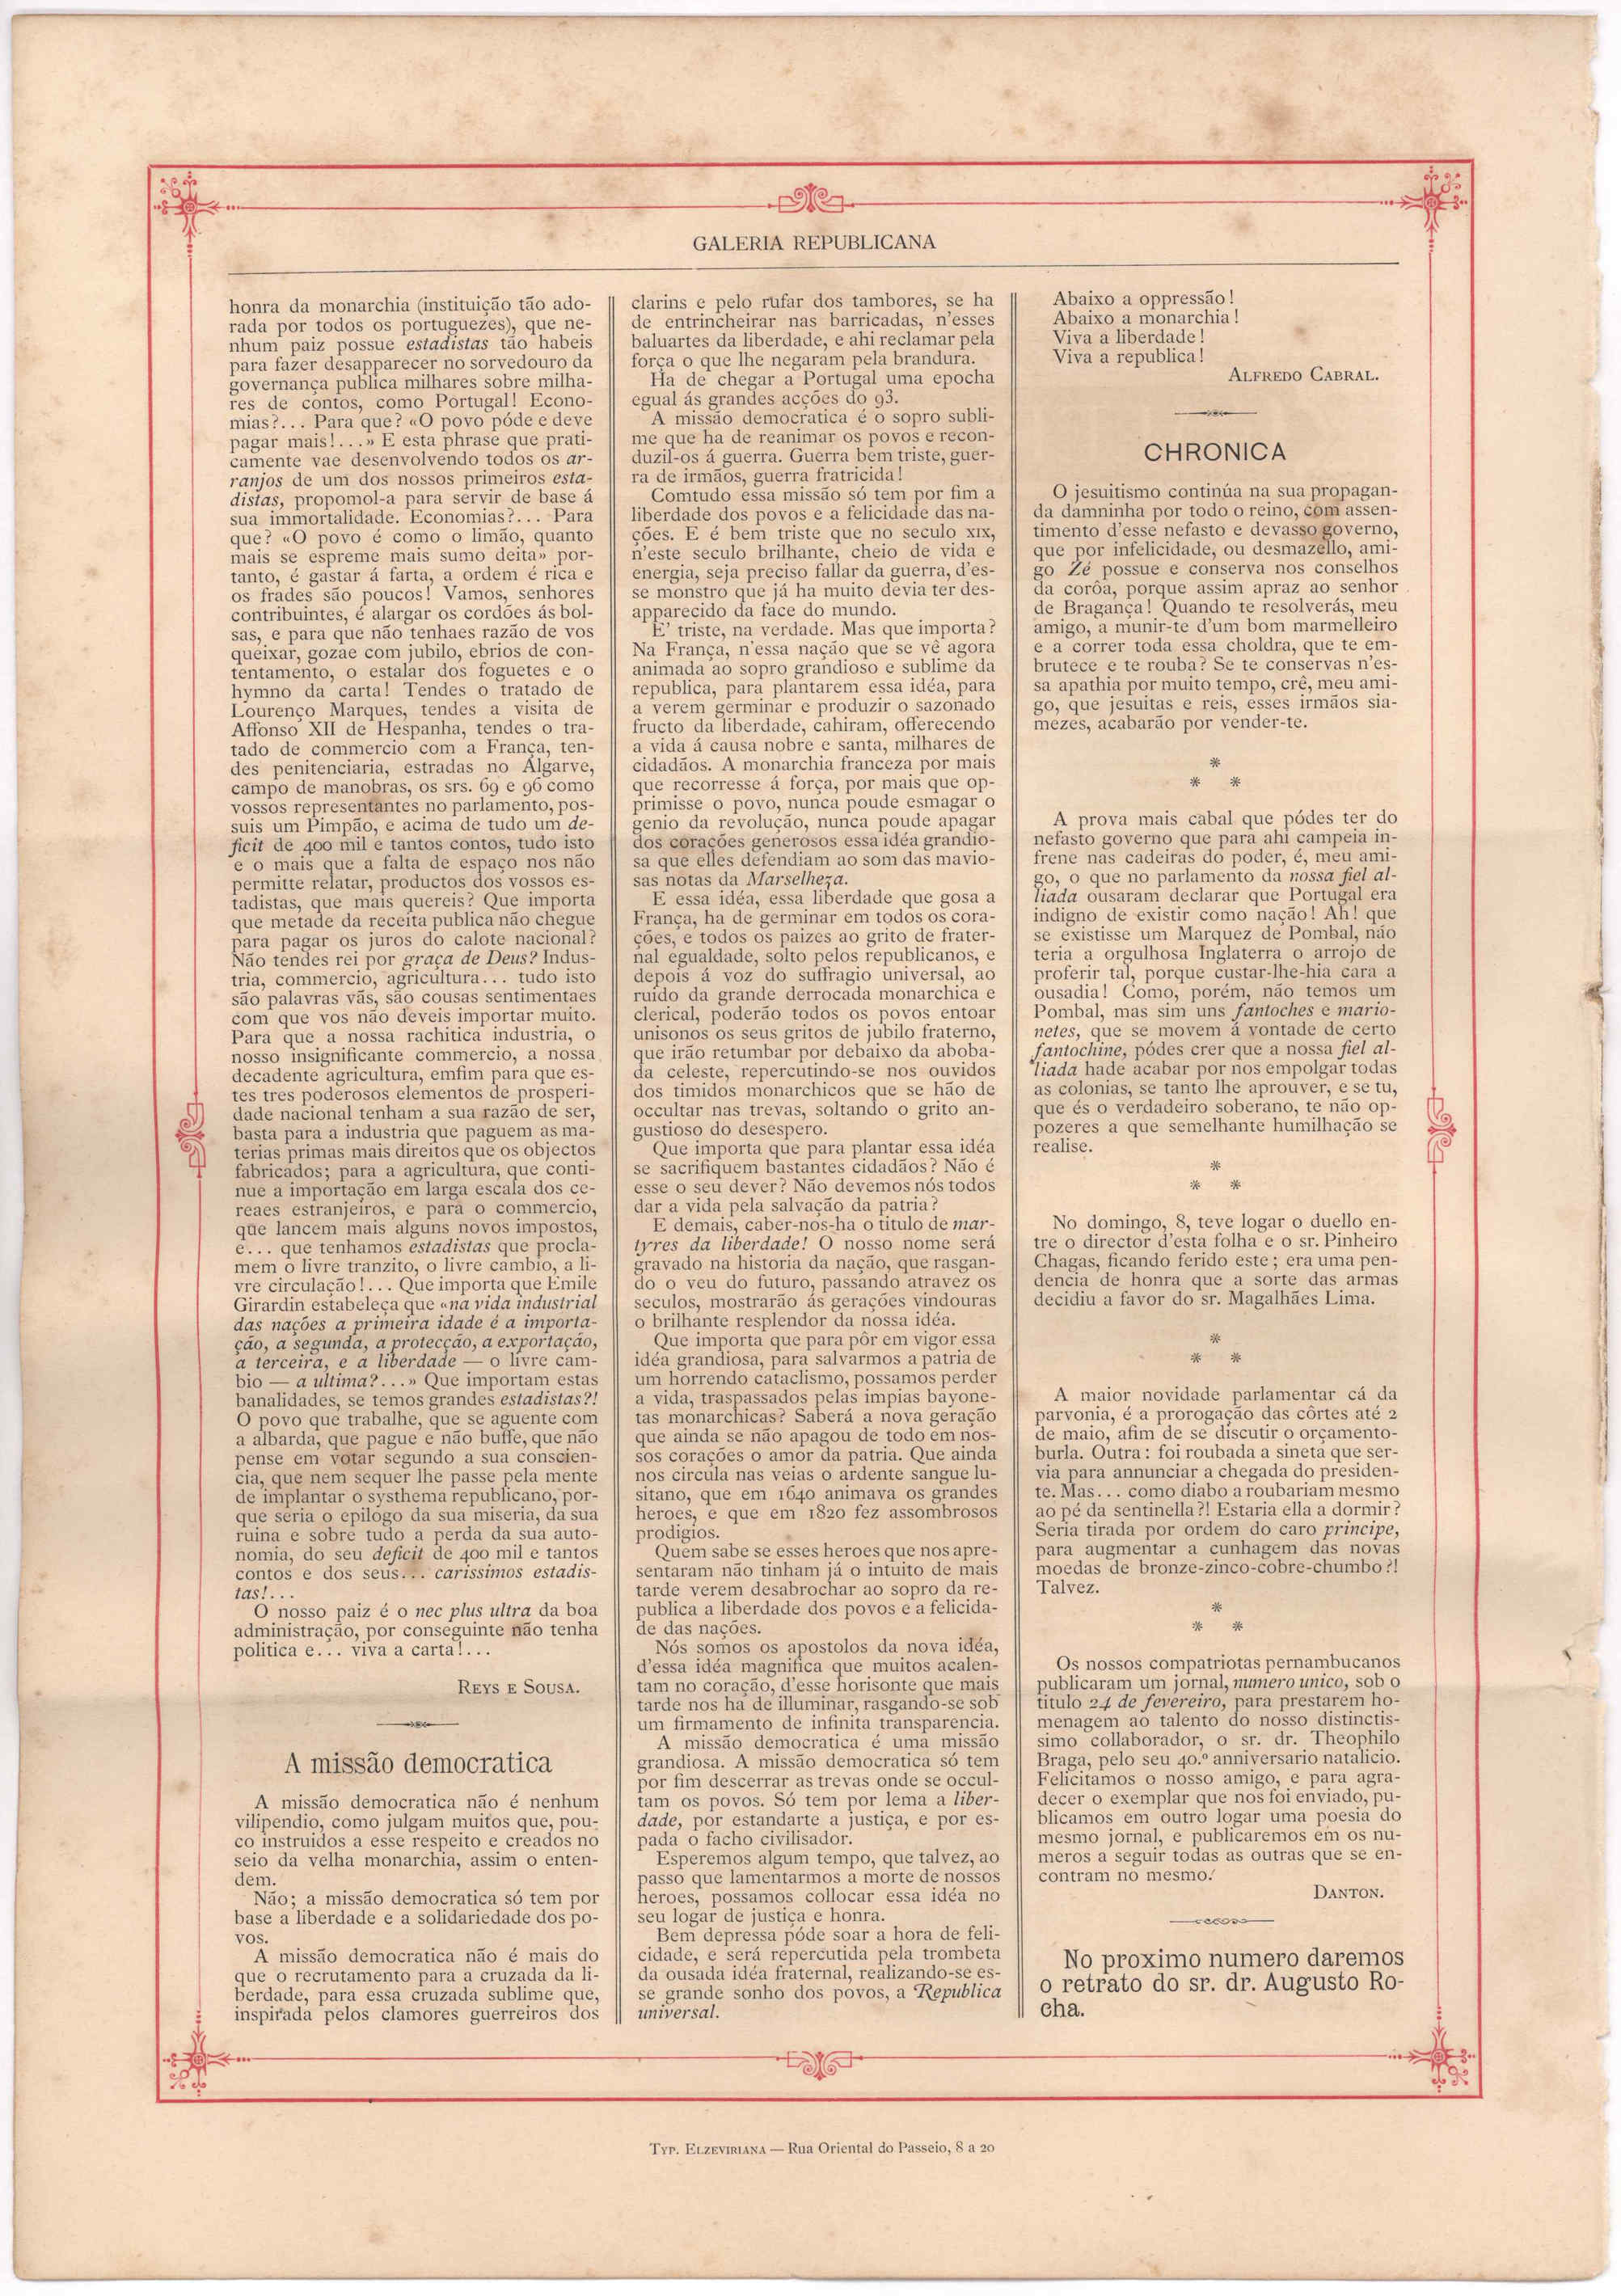 GALERIA REPUBLICANA
honra da monarchia (instituição tão ado-
rada por todos os portuguezes), que ne-
nhum paiz possue estadistas tão habeis
para fazer desapparecer no sorvedouro da
governança publica milhares sobre milha-
res de contos, como Portugal! Econo-
mias?... Para que? «O povo póde e deve
pagar mais!...» E esta phrase que prati-
camente vae desenvolvendo todos os ar-
ranjos de um dos nossos primeiros esta-
distas, propomol-a para servir de base á
sua immortalidade. Economias?... Para
que? «O povo é como o limão, quanto
mais se espreme mais sumo deita» por-
tanto, é gastar á farta, a ordem é rica e
os frades são poucos! Vamos, senhores
contribuintes, é alargar os cordões ás bol-
sas, e para que não tenhaes razão de vos
queixar, gozae com jubilo, ebrios de con-
tentamento, o estalar dos foguetes e o
hymno da carta! Tendes o tratado de
Lourenço Marques, tendes a visita de
Affonso XII de Hespanha, tendes o tra-
tado de commercio com a França, ten-
des penitenciaria, estradas no Algarve,
campo de manobras, os srs. 69 e 96 como
vossos representantes no parlamento, pos-
suis um Pimpão, e acima de tudo um de-
ficit de 400 mil e tantos contos, tudo isto
e o mais que a falta de espaço nos não
permitte relatar, productos dos vossos es-
tadistas, que mais quereis? Que importa
que metade da receita publica não chegue
para pagar os juros do calote nacional?
Não tendes rei por graça de Deus? Indus-
tria, commercio, agricultura... tudo isto
são palavras vãs, são cousas sentimentaes
com que vos não deveis importar muito.
Para que a nossa rachitica industria, o
nosso insignificante commercio, a nossa
decadente agricultura, emfim para que es-
tes tres poderosos elementos de prosperi-
dade nacional tenham a sua razão de ser,
basta para a industria que paguem as ma-
terias primas mais direitos que os objectos
fabricados; para a agricultura, que conti-
nue a importação em larga escala dos ce-
reaes estranjeiros, e para o commercio,
que lancem mais alguns novos impostos,
e... que tenhamos estadistas que procla-
mem o livre tranzito, o livre cambio, a li-
vre circulação!... Que importa que Emile
Girardin estabeleça que «na vida industrial
das nações a primeira idade é a importa-
ção, a segunda, a protecção, a exportação,
a terceira, e a liberdade — o livre cam-
bio — a ultima?...» Que importam estas
banalidades, se temos grandes estadistas?!
O povo que trabalhe, que se aguente com
a albarda, que pague e não buffe, que não
pense em votar segundo a sua conscien-
cia, que nem sequer lhe passe pela mente
de implantar o systhema republicano, por-
que seria o epilogo da sua miseria, da sua
ruina e sobre tudo a perda da sua auto-
nomia, do seu deficit de 400 mil e tantos
contos e dos seus... carissimos estadis-
tas!...
O nosso paiz é o nec plus ultra da boa
administração, por conseguinte não tenha
politica e... viva a carta!...
REYS E SOUSA.
A missão democratica
A missão democratica não é nenhum
vilipendio, como julgam muitos que, pou-
co instruidos a esse respeito e creados no
seio da velha monarchia, assim o enten-
dem.
Não; a missão democratica só tem por
base a liberdade e a solidariedade dos po-
vos.
A missão democratica não é mais do
que o recrutamento para a cruzada da li-
berdade, para essa cruzada sublime que,
inspirada pelos clamores guerreiros dos
clarins e pelo rufar dos tambores, se ha
de entrincheirar nas barricadas, n'esses
baluartes da liberdade, e ahi reclamar pela
força o que lhe negaram pela brandura.
Ha de chegar a Portugal uma epocha
egual ás grandes acções do 93.
A missão democratica é o sopro subli-
me que ha de reanimar os povos e recon-
duzil-os á guerra. Guerra bem triste, guer-
ra de irmãos, guerra fratricida!
Comtudo essa missão só tem por fim a
liberdade dos povos e a felicidade das na-
ções. E é bem triste que no seculo XIX,
n'este seculo brilhante, cheio de vida e
energia, seja preciso fallar da guerra, d'es-
se monstro que já ha muito devia ter des-
apparecido da face do mundo.
E' triste, na verdade. Mas que importa?
Na França, n'essa nação que se vê agora
animada ao sopro grandioso e sublime da
republica, para plantarem essa idéa, para
a verem germinar e produzir o sazonado
fructo da liberdade, cahiram, offerecendo
a vida á causa nobre e santa, milhares de
cidadãos. A monarchia franceza por mais
que recorresse á força, por mais que op-
primisse o povo, nunca poude esmagar o
genio da revolução, nunca poude apagar
dos corações generosos essa idéa grandio-
sa que elles defendiam ao som das mavio-
sas notas da Marselheza.
E essa idéa, essa liberdade que gosa a
França, ha de germinar em todos os cora-
ções, e todos os paizes ao grito de frater-
nal egualdade, solto pelos republicanos, e
depois á voz do suffragio universal, ao
ruido da grande derrocada monarchica e
clerical, poderão todos os povos entoar
unisonos os seus gritos de jubilo fraterno,
que irão retumbar por debaixo da aboba-
da celeste, repercutindo-se nos ouvidos
dos timidos monarchicos que se hão de
occultar nas trevas, soltando o grito an-
gustioso do desespero.
Que importa que para plantar essa idéa
se sacrifiquem bastantes cidadãos? Não é
esse o seu dever? Não devemos nós todos
dar a vida pela salvação da patria?
E demais, caber-nos-ha o titulo de mar-
tyres da liberdade! O nosso nome será
gravado na historia da nação, que rasgan-
do o veu do futuro, passando atravez os
seculos, mostrarão ás gerações vindouras
o brilhante resplendor da nossa idéa.
Que importa que para pôr em vigor essa
idéa grandiosa, para salvarmos a patria de
um horrendo cataclismo, possamos perder
a vida, traspassados pelas impias bayone-
tas monarchicas? Saberá a nova geração
que ainda se não apagou de todo em nos-
sos corações o amor da patria. Que ainda
nos circula nas veias o ardente sangue lu-
sitano, que em 1640 animava os grandes
heroes, e que em 1820 fez assombrosos
prodigios.
Quem sabe se esses heroes que nos apre-
sentaram não tinham já o intuito de mais
tarde verem desabrochar ao sopro da re-
publica a liberdade dos povos e a felicida-
de das nações.
Nós somos os apostolos da nova idéa,
d'essa idéa magnifica que muitos acalen-
tam no coração, d'esse horisonte que mais
tarde nos ha de illuminar, rasgando-se sob
um firmamento de infinita transparencia.
A missão democratica é uma missão
grandiosa. A missão democratica só tem
por fim descerrar as trevas onde se occul-
tam os povos. Só tem por lema a liber-
dade, por estandarte a justiça, e por es-
pada o facho civilisador.
Esperemos algum tempo, que talvez, ao
passo que lamentarmos a morte de nossos
heroes, possamos collocar essa idéa no
seu logar de justiça e honra.
Bem depressa póde soar a hora de feli-
cidade, e será repercutida pela trombeta
da ousada idéa fraternal, realizando-se es-
se grande sonho dos povos, a Republica
universal.
Abaixo a oppressão!
Abaixo a monarchia!
Viva a liberdade!
Viva a republica!
ALFREDO CABRAL.
CHRONICA
O jesuitismo continúa na sua propagan-
da damninha por todo o reino, com assen-
timento d'esse nefasto e devasso governo,
que por infelicidade, ou desmazello, ami-
go Zé possue e conserva nos conselhos
da corôa, porque assim apraz ao senhor
de Bragança! Quando te resolverás, meu
amigo, a munir-te d'um bom marmelleiro
e a correr toda essa choldra, que te em-
brutece e te rouba? Se te conservas n'es-
sa apathia por muito tempo, crê, meu ami-
go, que jesuitas e reis, esses irmãos sia-
mezes, acabarão por vender-te.
*
* *
A prova mais cabal que pódes ter do
nefasto governo que para ahi campeia in-
frene nas cadeiras do poder, é, meu ami-
go, o que no parlamento da nossa fiel al-
liada ousaram declarar que Portugal era
indigno de existir como nação! Ah! que
se existisse um Marquez de Pombal, não
teria a orgulhosa Inglaterra o arrojo de
proferir tal, porque custar-lhe-hia cara a
ousadia! Como, porém, não temos um
Pombal, mas sim uns fantoches e mario-
netes, que se movem á vontade de certo
fantochine, pódes crer que a nossa fiel al-
liada hade acabar por nos empolgar todas
as colonias, se tanto lhe aprouver, e se tu,
que és o verdadeiro soberano, te não op-
pozeres a que semelhante humilhação se
realise.
*
* *
No domingo, 8, teve logar o duello en-
tre o director d'esta folha e o sr. Pinheiro
Chagas, ficando ferido este; era uma pen-
dencia de honra que a sorte das armas
decidiu a favor do sr. Magalhães Lima.
*
* *
A maior novidade parlamentar cá da
parvonia, é a prorogação das côrtes até 2
de maio, afim de se discutir o orçamento-
burla. Outra: foi roubada a sineta que ser-
via para annunciar a chegada do presiden-
te. Mas... como diabo a roubariam mesmo
ao pé da sentinella?! Estaria ella a dormir?
Seria tirada por ordem do caro principe,
para augmentar a cunhagem das novas
moedas de bronze-zinco-cobre-chumbo?!
Talvez.
*
* *
Os nossos compatriotas pernambucanos
publicaram um jornal, numero unico, sob o
titulo 24 de fevereiro, para prestarem ho-
menagem ao talento do nosso distinctis-
simo collaborador, o sr. dr. Theophilo
Braga, pelo seu 40.º anniversario natalicio.
Felicitamos o nosso amigo, e para agra-
decer o exemplar que nos foi enviado, pu-
blicamos em outro logar uma poesia do
mesmo jornal, e publicaremos em os nu-
meros a seguir todas as outras que se en-
contram no mesmo.
DANTON.
No proximo numero daremos
o retrato do sr. dr. Augusto Ro-
cha.
TYP. ELZEVIRIANA — Rua Oriental do Passeio, 8 a 20